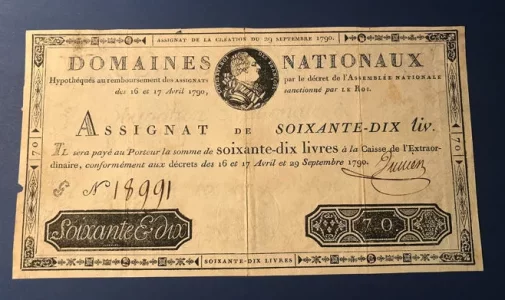 ASSIGNAT DE LA CREATION DU 29 SEPTEMBRE 1790.
DOMAINES NATIONAUX
Hypothéqués au remboursement des ASSIGNATS par le décret de l'ASSEMBLÉE NATIONALE
des 16 et 17 Avril 1790, sanctionné par LE ROI.
ASSIGNAT DE SOIXANTE-DIX liv.
IL sera payé au Porteur la somme de soixante-dix livres à la Caisse de l'Extraor-
dinaire, conformément aux décrets des 16 et 17 Avril et 29 Septembre 1790.
N 18991
Soixante & dix
70.
SOIXANTE-DIX LIVRES
70
70